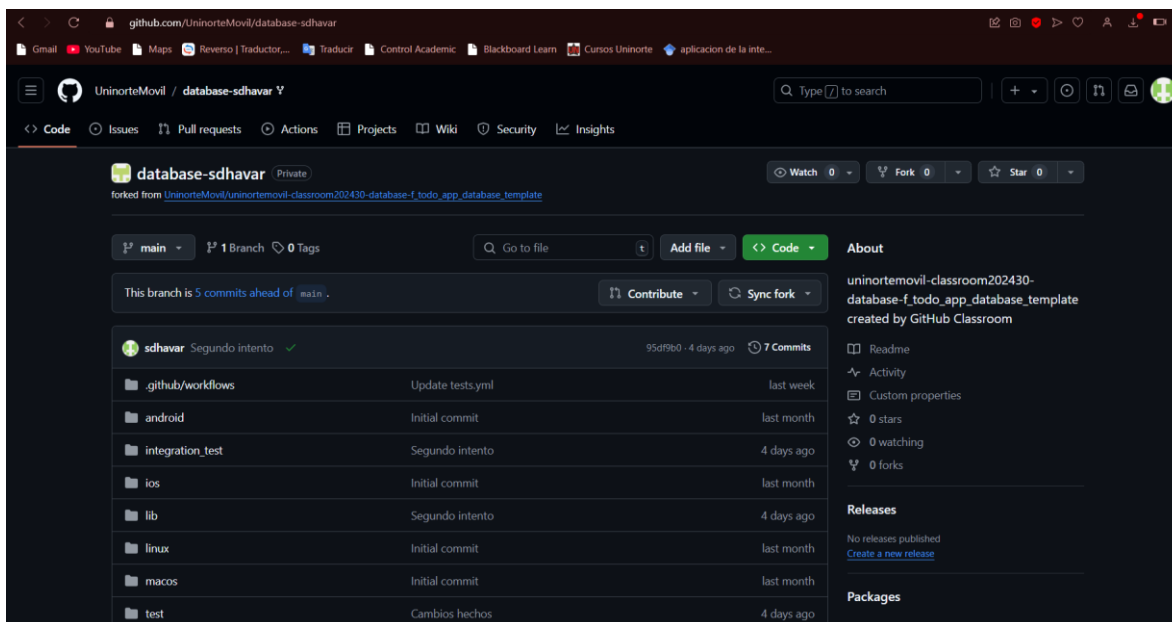 github.com/UninorteMovil/database-sdhavar
Gmail YouTube Maps Reverso | Traductor,... Traducir Control Academic Blackboard Learn Cursos Uninorte aplicacion de la inte...
UninorteMovil / database-sdhavar
Type / to search
Code Issues Pull requests Actions Projects Wiki Security Insights
database-sdhavar Private
Watch 0 Fork 0 Star 0
forked from UninorteMovil/uninortemovil-classroom202430-database-f_todo_app_database_template
main 1 Branch 0 Tags Go to file t Add file Code
This branch is 5 commits ahead of main . Contribute Sync fork
sdhavar Segundo intento 95df9b0 · 4 days ago 7 Commits
.github/workflows Update tests.yml last week
android Initial commit last month
integration_test Segundo intento 4 days ago
ios Initial commit last month
lib Segundo intento 4 days ago
linux Initial commit last month
macos Initial commit last month
test Cambios hechos 4 days ago
About
uninortemovil-classroom202430-
database-f_todo_app_database_template
created by GitHub Classroom
Readme
Activity
Custom properties
0 stars
0 watching
0 forks
Releases
No releases published
Create a new release
Packages